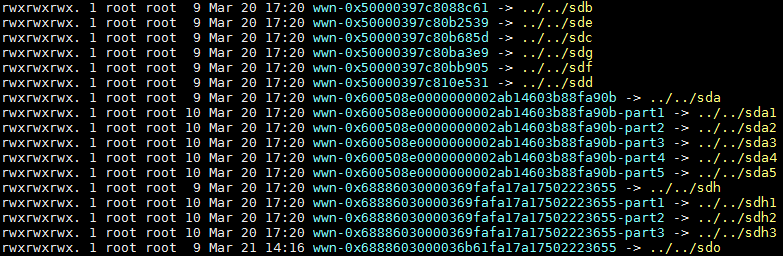 rwxrwxrwx. 1 root root  9 Mar 20 17:20 wwn-0x50000397c8088c61 -> ../../sdb
rwxrwxrwx. 1 root root  9 Mar 20 17:20 wwn-0x50000397c80b2539 -> ../../sde
rwxrwxrwx. 1 root root  9 Mar 20 17:20 wwn-0x50000397c80b685d -> ../../sdc
rwxrwxrwx. 1 root root  9 Mar 20 17:20 wwn-0x50000397c80ba3e9 -> ../../sdg
rwxrwxrwx. 1 root root  9 Mar 20 17:20 wwn-0x50000397c80bb905 -> ../../sdf
rwxrwxrwx. 1 root root  9 Mar 20 17:20 wwn-0x50000397c810e531 -> ../../sdd
rwxrwxrwx. 1 root root  9 Mar 20 17:20 wwn-0x600508e0000000002ab14603b88fa90b -> ../../sda
rwxrwxrwx. 1 root root 10 Mar 20 17:20 wwn-0x600508e0000000002ab14603b88fa90b-part1 -> ../../sda1
rwxrwxrwx. 1 root root 10 Mar 20 17:20 wwn-0x600508e0000000002ab14603b88fa90b-part2 -> ../../sda2
rwxrwxrwx. 1 root root 10 Mar 20 17:20 wwn-0x600508e0000000002ab14603b88fa90b-part3 -> ../../sda3
rwxrwxrwx. 1 root root 10 Mar 20 17:20 wwn-0x600508e0000000002ab14603b88fa90b-part4 -> ../../sda4
rwxrwxrwx. 1 root root 10 Mar 20 17:20 wwn-0x600508e0000000002ab14603b88fa90b-part5 -> ../../sda5
rwxrwxrwx. 1 root root  9 Mar 20 17:20 wwn-0x68886030000369fafa17a17502223655 -> ../../sdh
rwxrwxrwx. 1 root root 10 Mar 20 17:20 wwn-0x68886030000369fafa17a17502223655-part1 -> ../../sdh1
rwxrwxrwx. 1 root root 10 Mar 20 17:20 wwn-0x68886030000369fafa17a17502223655-part2 -> ../../sdh2
rwxrwxrwx. 1 root root 10 Mar 20 17:20 wwn-0x68886030000369fafa17a17502223655-part3 -> ../../sdh3
rwxrwxrwx. 1 root root  9 Mar 21 14:16 wwn-0x6888603000036b61fa17a17502223655 -> ../../sdo